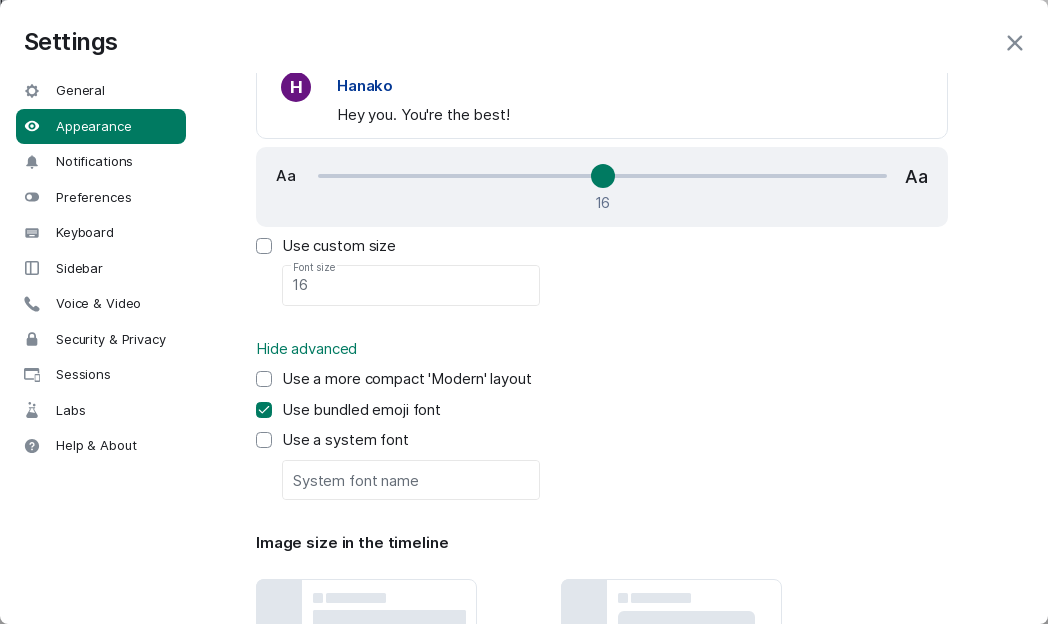 Settings
General
Appearance
Notifications
Preferences
Keyboard
Sidebar
Voice & Video
Security & Privacy
Sessions
Labs
Help & About
H Hanako
Hey you. You're the best!
Aa Aa
16
Use custom size
Font size
16
Hide advanced
Use a more compact 'Modern' layout
Use bundled emoji font
Use a system font
System font name
Image size in the timeline